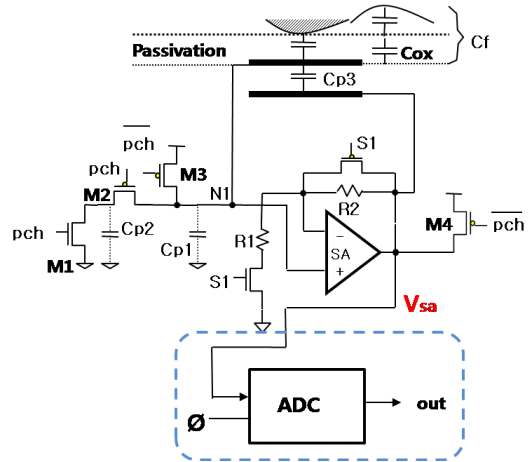 Passivation
Cox
Cf
Cp3
pch
pch
M3
S1
M2
N1
R2
M4
pch
Cp2
Cp1
R1
− SA +
pch
M1
S1
Vsa
Ø
ADC
out